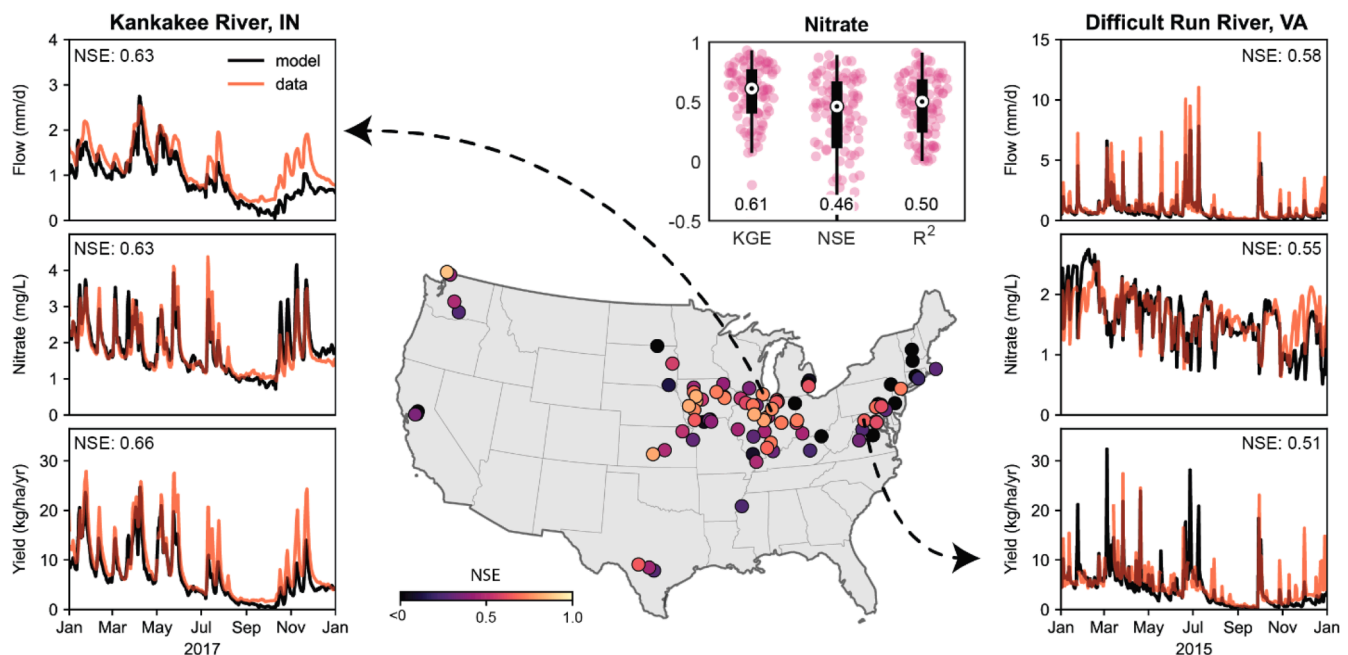 Kankakee River, IN
NSE: 0.63
model
data
Flow (mm/d)
4
3
2
1
0
NSE: 0.63
Nitrate (mg/L)
4
3
2
1
0
NSE: 0.66
Yield (kg/ha/yr)
30
20
10
0
Jan Mar May Jul Sep Nov Jan
2017
Nitrate
1
0.5
0
-0.5
0.61 0.46 0.50
KGE NSE R²
NSE
<0 0.5 1.0
Difficult Run River, VA
NSE: 0.58
Flow (mm/d)
15
10
5
0
NSE: 0.55
Nitrate (mg/L)
2
1
0
NSE: 0.51
Yield (kg/ha/yr)
30
20
10
0
Jan Mar May Jul Sep Nov Jan
2015